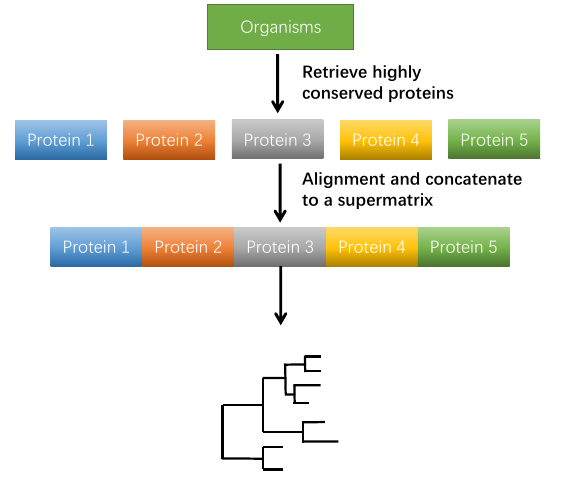 Organisms
Retrieve highly
conserved proteins
Protein 1 Protein 2 Protein 3 Protein 4 Protein 5
Alignment and concatenate
to a supermatrix
Protein 1 Protein 2 Protein 3 Protein 4 Protein 5